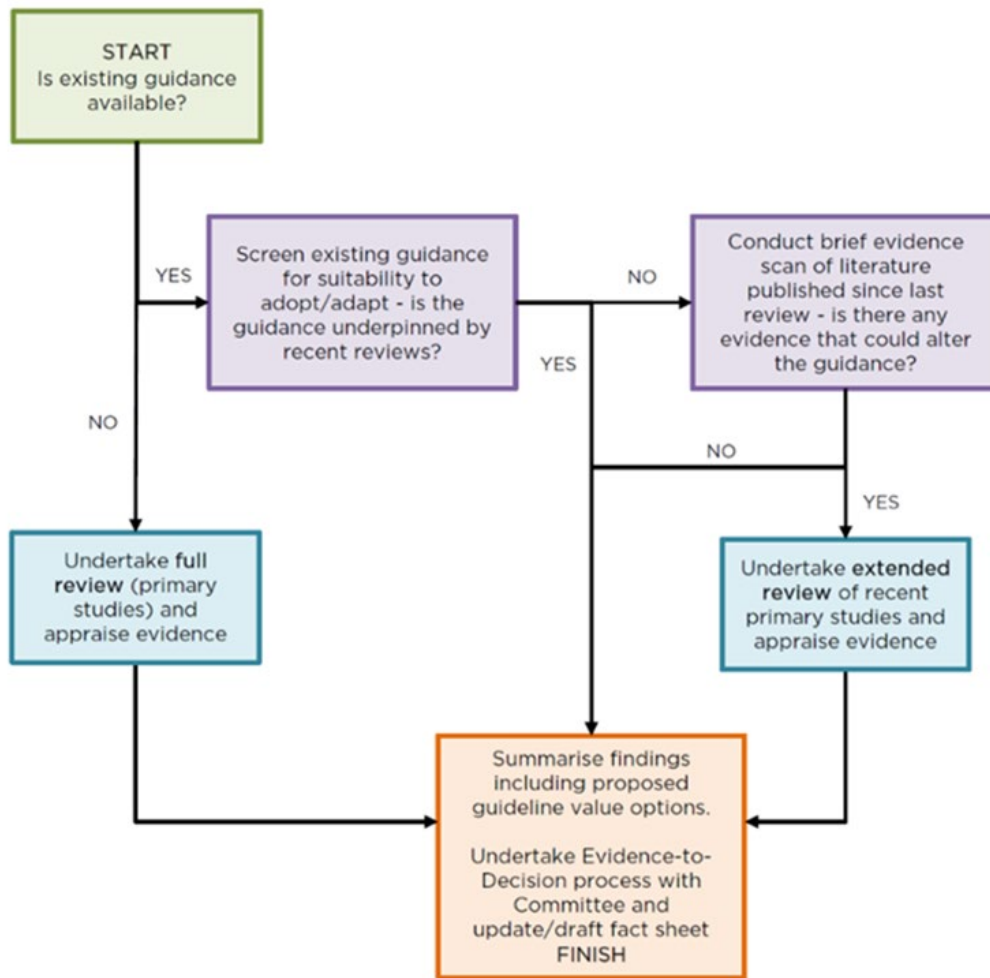 START
Is existing guidance
available?
YES
Screen existing guidance
for suitability to
adopt/adapt - is the
guidance underpinned by
recent reviews?
NO
Conduct brief evidence
scan of literature
published since last
review - is there any
evidence that could alter
the guidance?
YES
NO
NO
YES
Undertake full
review (primary
studies) and
appraise evidence
Undertake extended
review of recent
primary studies and
appraise evidence
Summarise findings
including proposed
guideline value options.
Undertake Evidence-to-
Decision process with
Committee and
update/draft fact sheet
FINISH